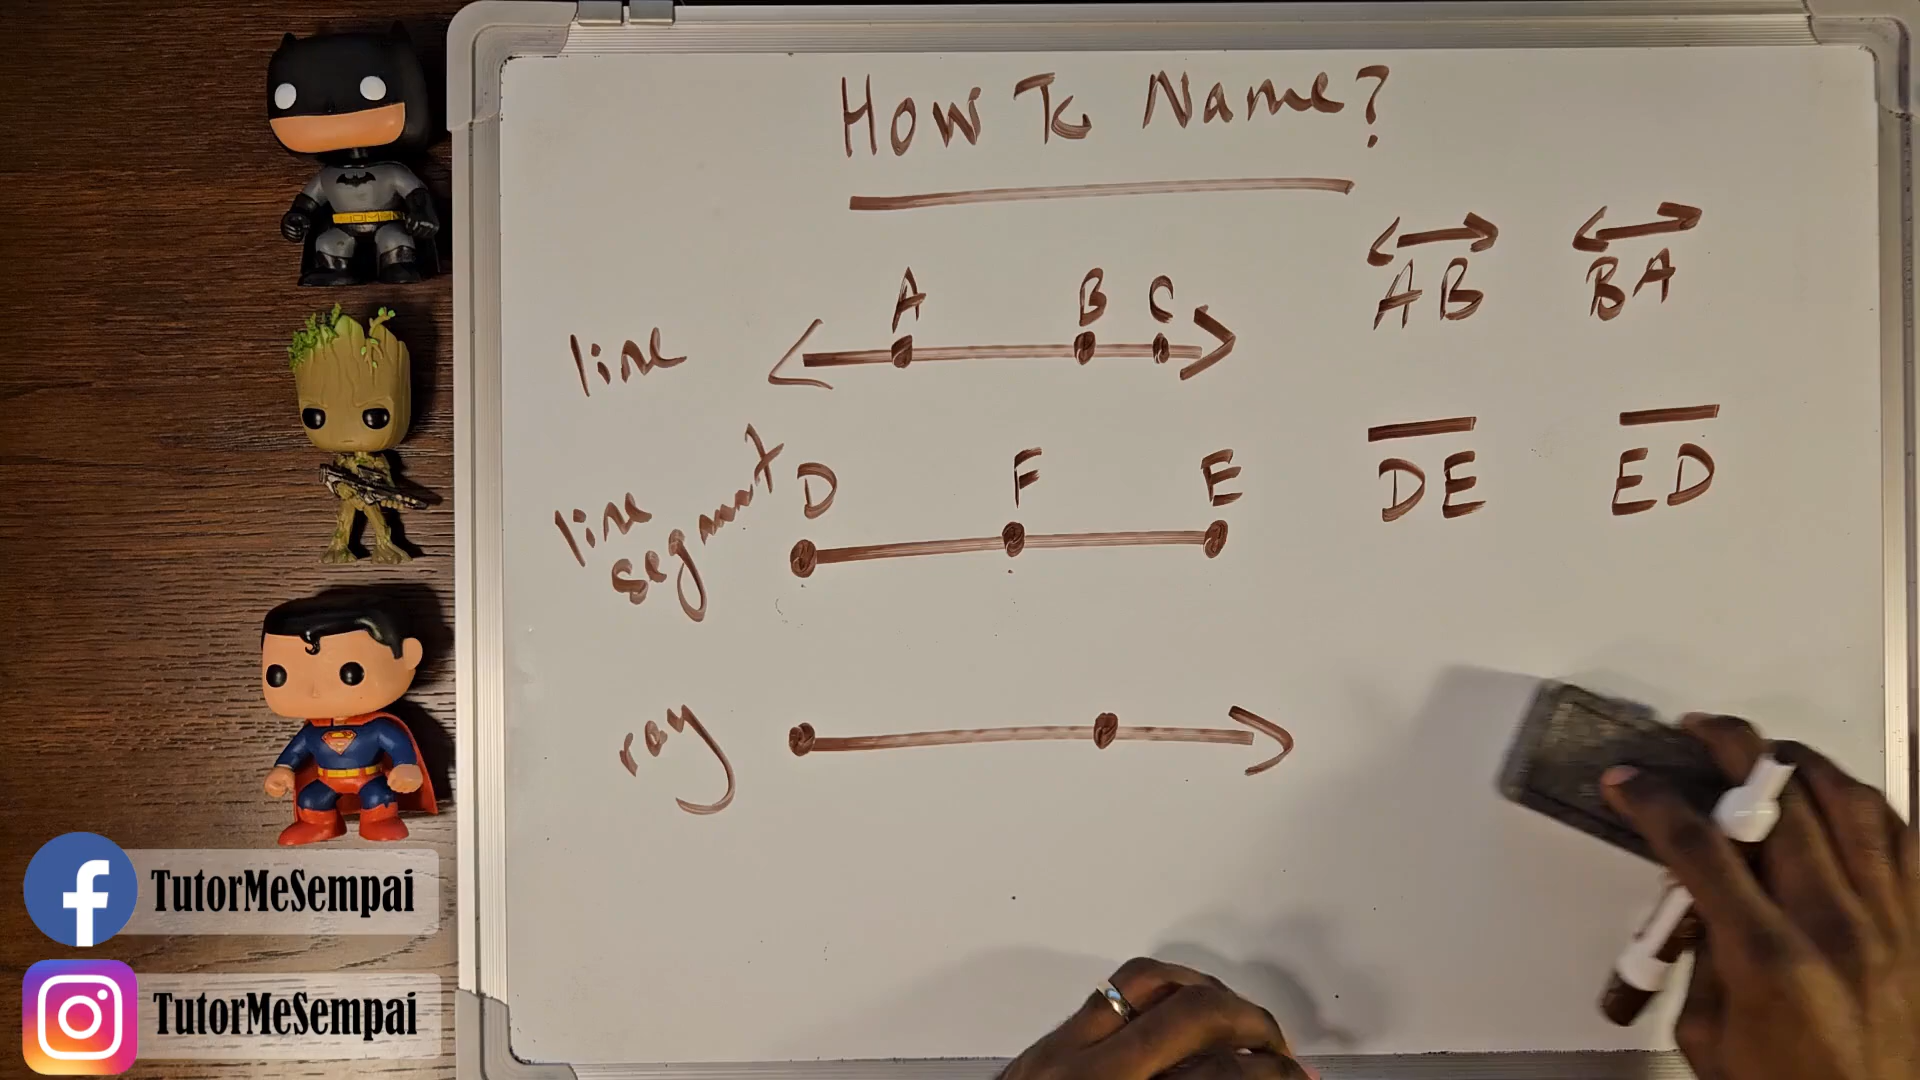 How To Name?
A B C
line
AB BA
D F E
line segment
DE ED
ray
TutorMeSempai
TutorMeSempai